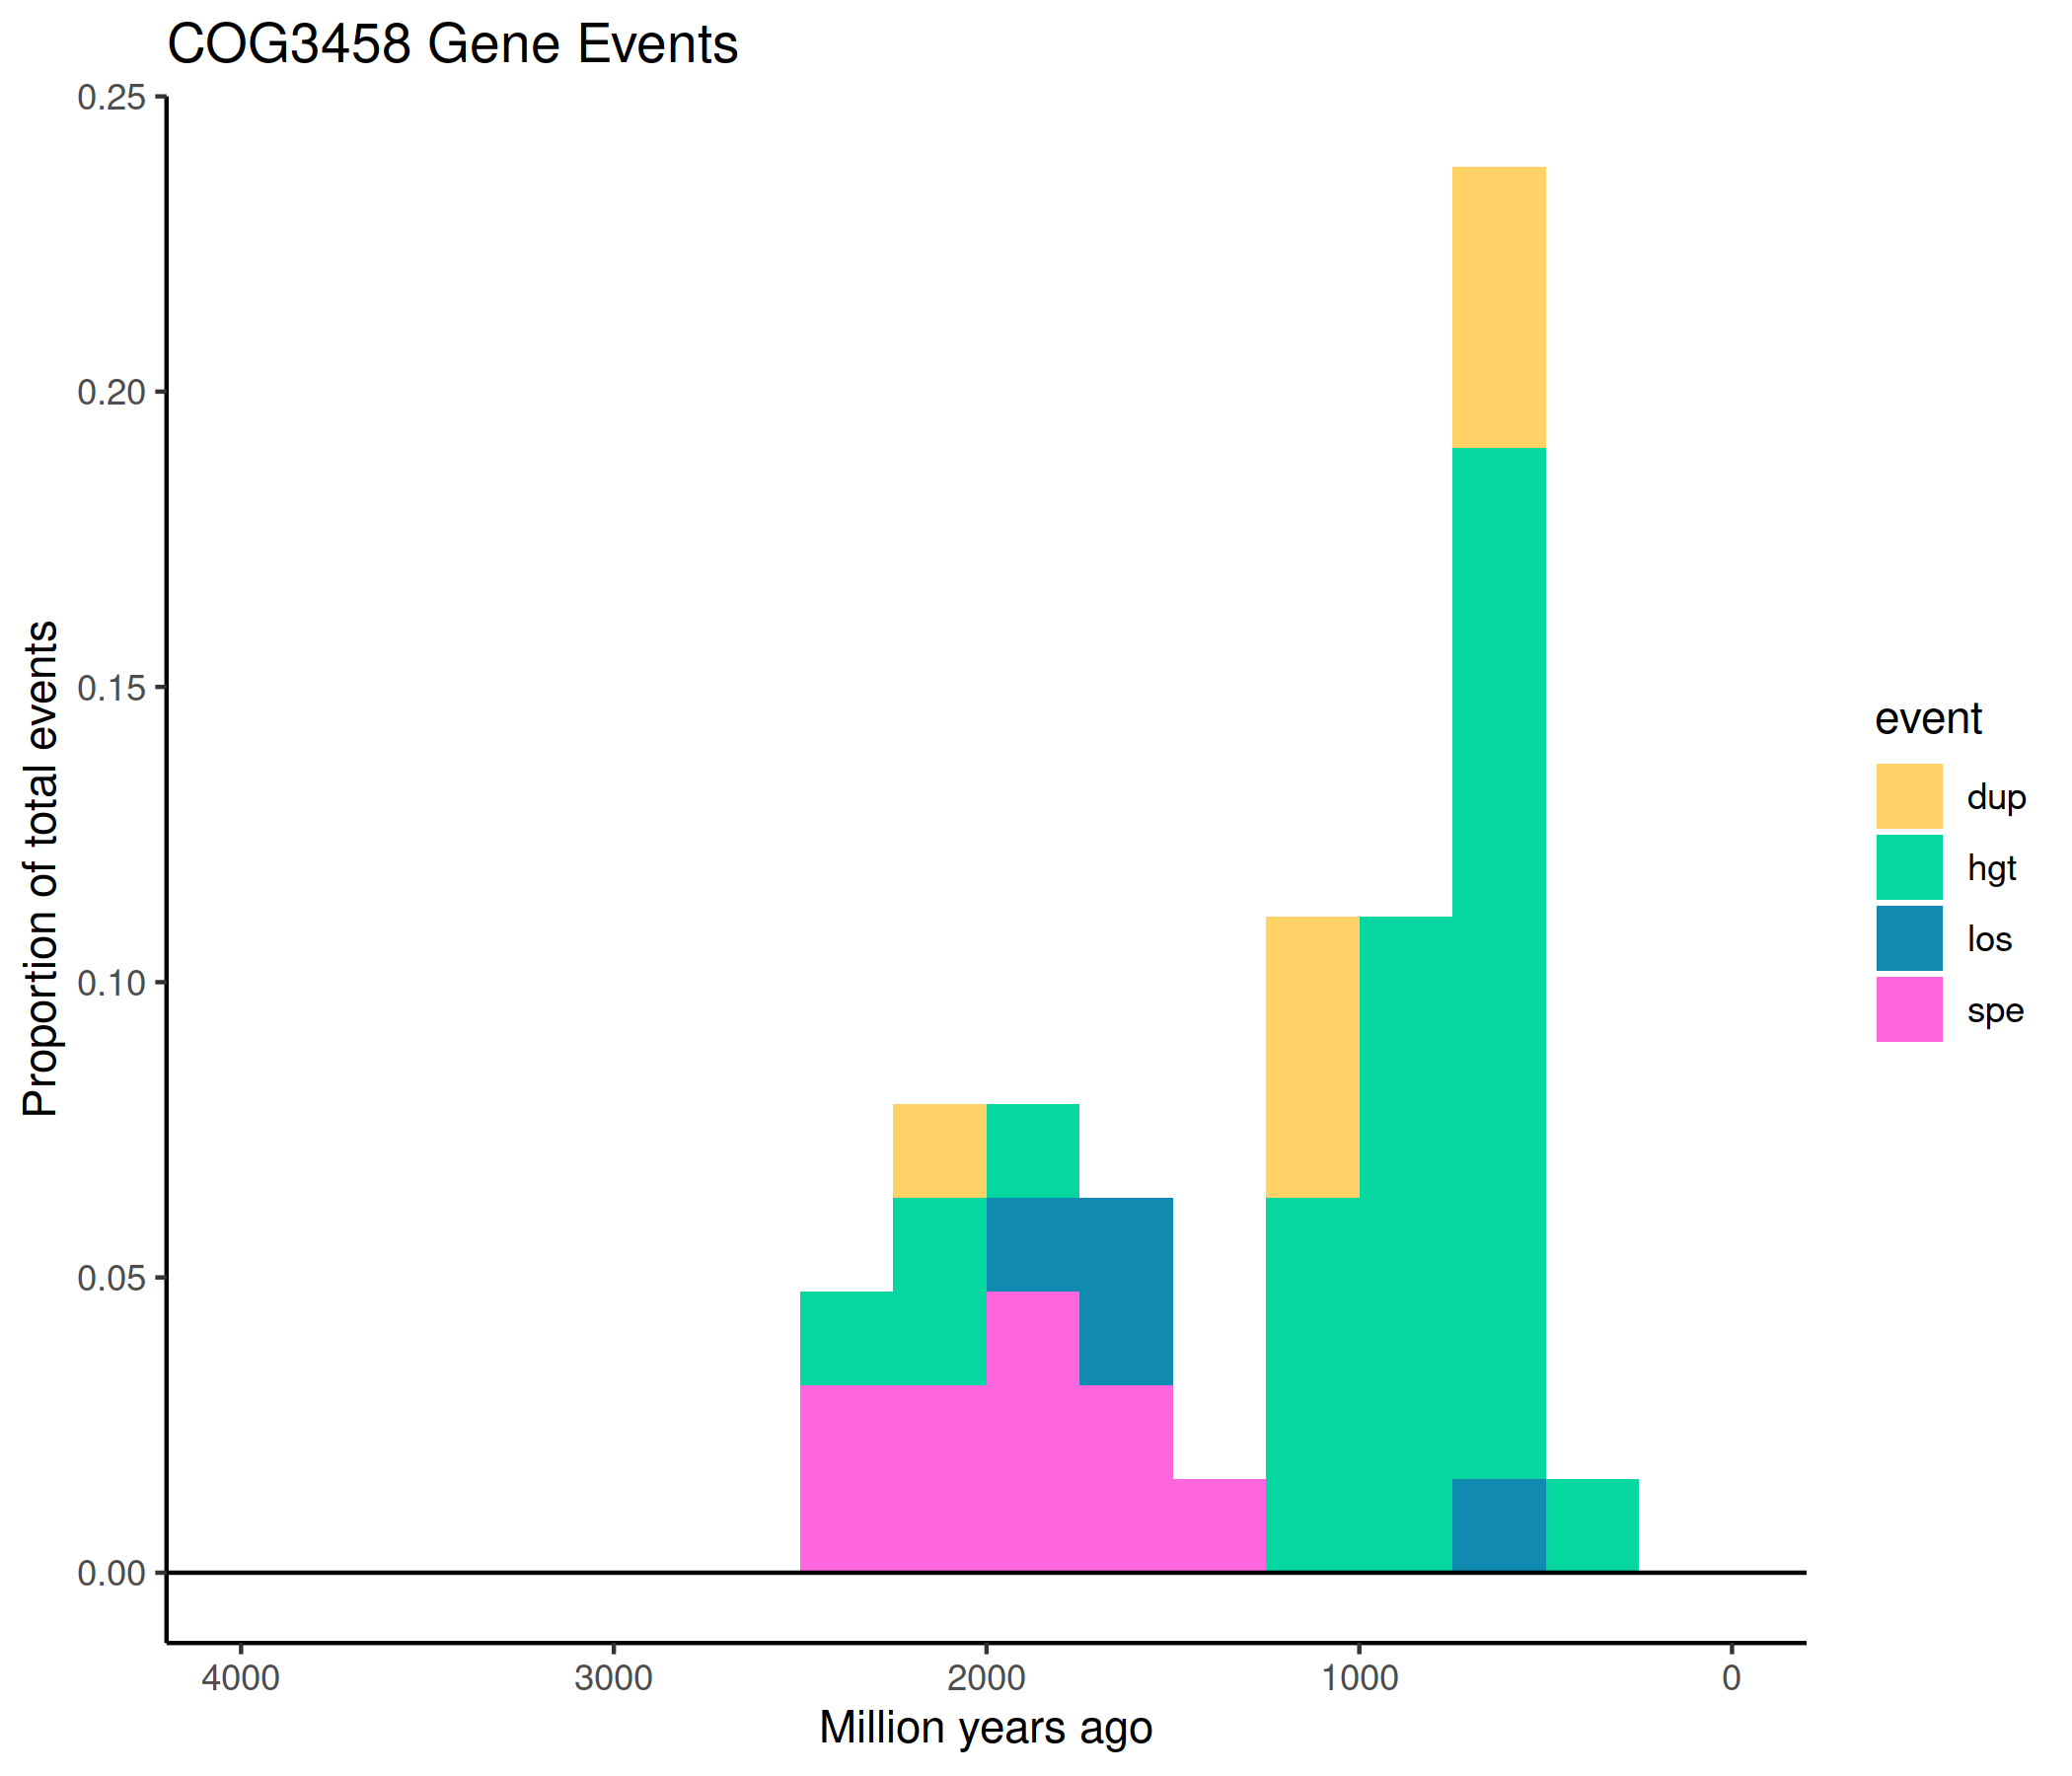 COG3458 Gene Events
0.25
0.20
0.15
0.10
0.05
0.00
Proportion of total events
4000 3000 2000 1000 0
Million years ago
event
dup
hgt
los
spe